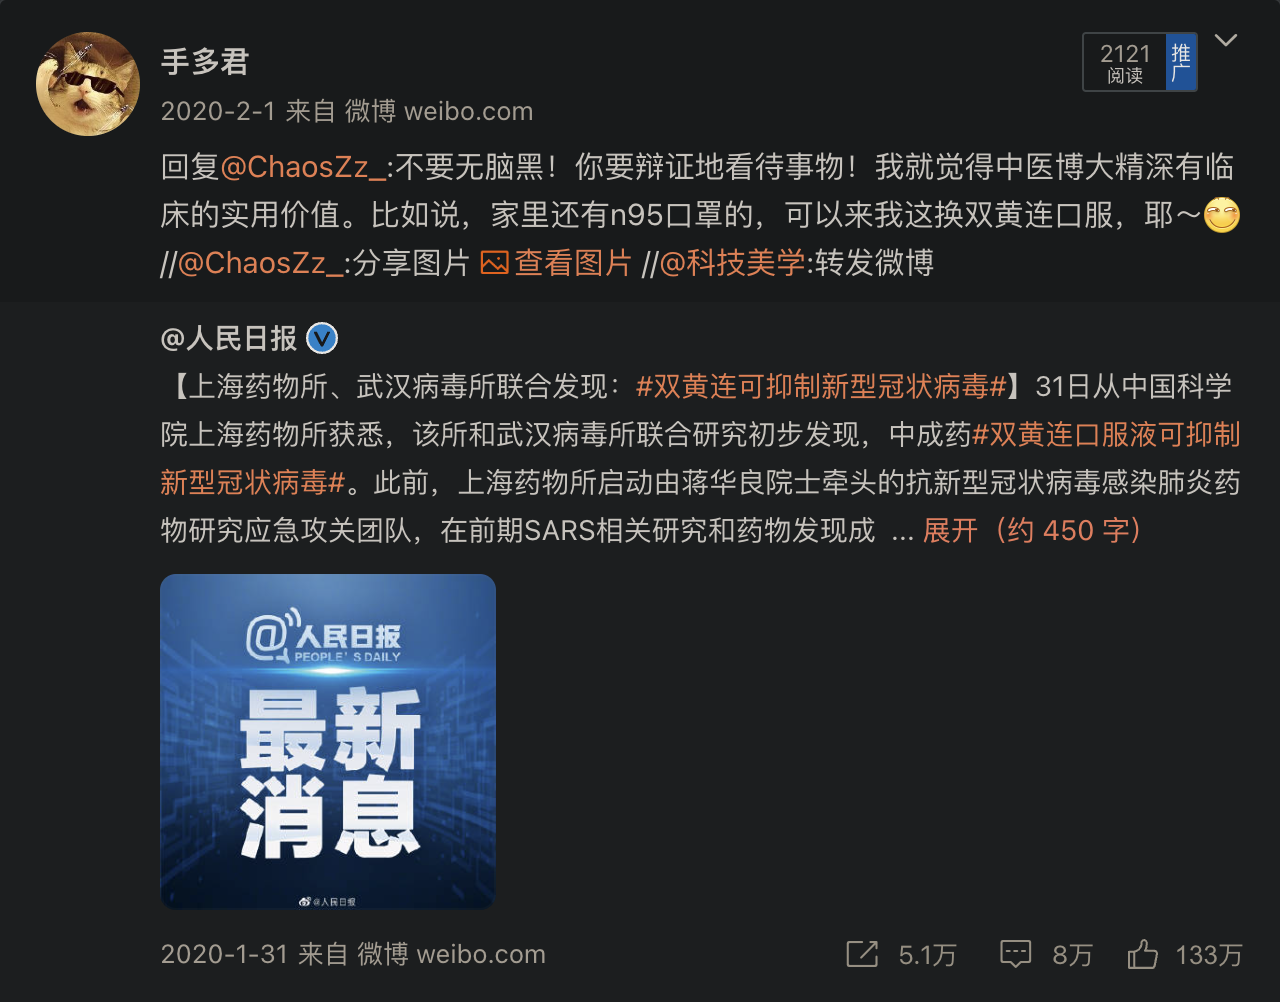 手多君
2121
阅读
推广
2020-2-1 来自 微博 weibo.com
回复@ChaosZz_:不要无脑黑！你要辩证地看待事物！我就觉得中医博大精深有临
床的实用价值。比如说，家里还有n95口罩的，可以来我这换双黄连口服，耶～
//@ChaosZz_:分享图片 查看图片 //@科技美学:转发微博
@人民日报
【上海药物所、武汉病毒所联合发现：#双黄连可抑制新型冠状病毒#】31日从中国科学
院上海药物所获悉，该所和武汉病毒所联合研究初步发现，中成药#双黄连口服液可抑制
新型冠状病毒#。此前，上海药物所启动由蒋华良院士牵头的抗新型冠状病毒感染肺炎药
物研究应急攻关团队，在前期SARS相关研究和药物发现成 ... 展开（约 450 字）
@人民日报
PEOPLE'S DAILY
最新
消息
@人民日报
2020-1-31 来自 微博 weibo.com
5.1万 8万 133万